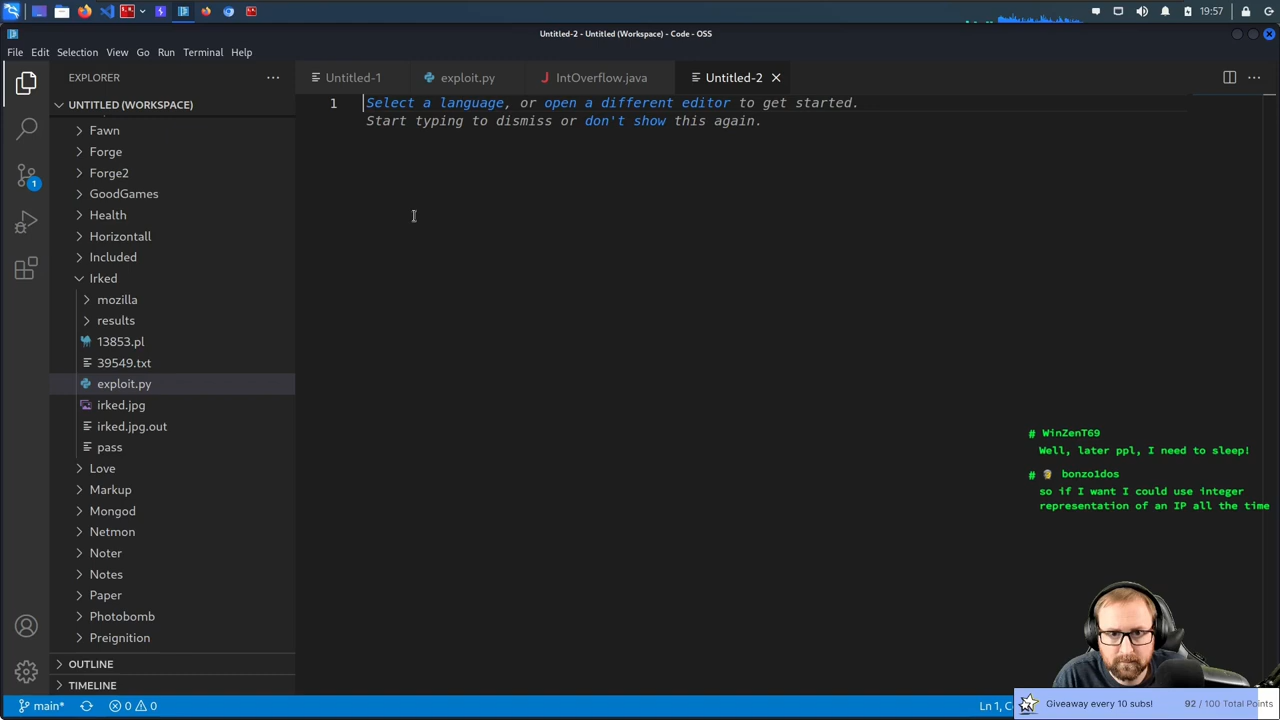 19:57
Untitled-2 - Untitled (Workspace) - Code - OSS
File Edit Selection View Go Run Terminal Help
EXPLORER
Untitled-1 exploit.py IntOverflow.java Untitled-2
UNTITLED (WORKSPACE)
1 Select a language, or open a different editor to get started.
Start typing to dismiss or don't show this again.
Fawn
Forge
Forge2
1
GoodGames
Health
Horizontall
Included
Irked
mozilla
results
13853.pl
39549.txt
exploit.py
irked.jpg
irked.jpg.out
pass
Love
Markup
Mongod
Netmon
Noter
Notes
Paper
Photobomb
Preignition
OUTLINE
TIMELINE
# WinZenT69
Well, later ppl, I need to sleep!
# bonzo1dos
so if I want I could use integer
representation of an IP all the time
main* 0 0
Ln 1,
Giveaway every 10 subs! 92 / 100 Total Points